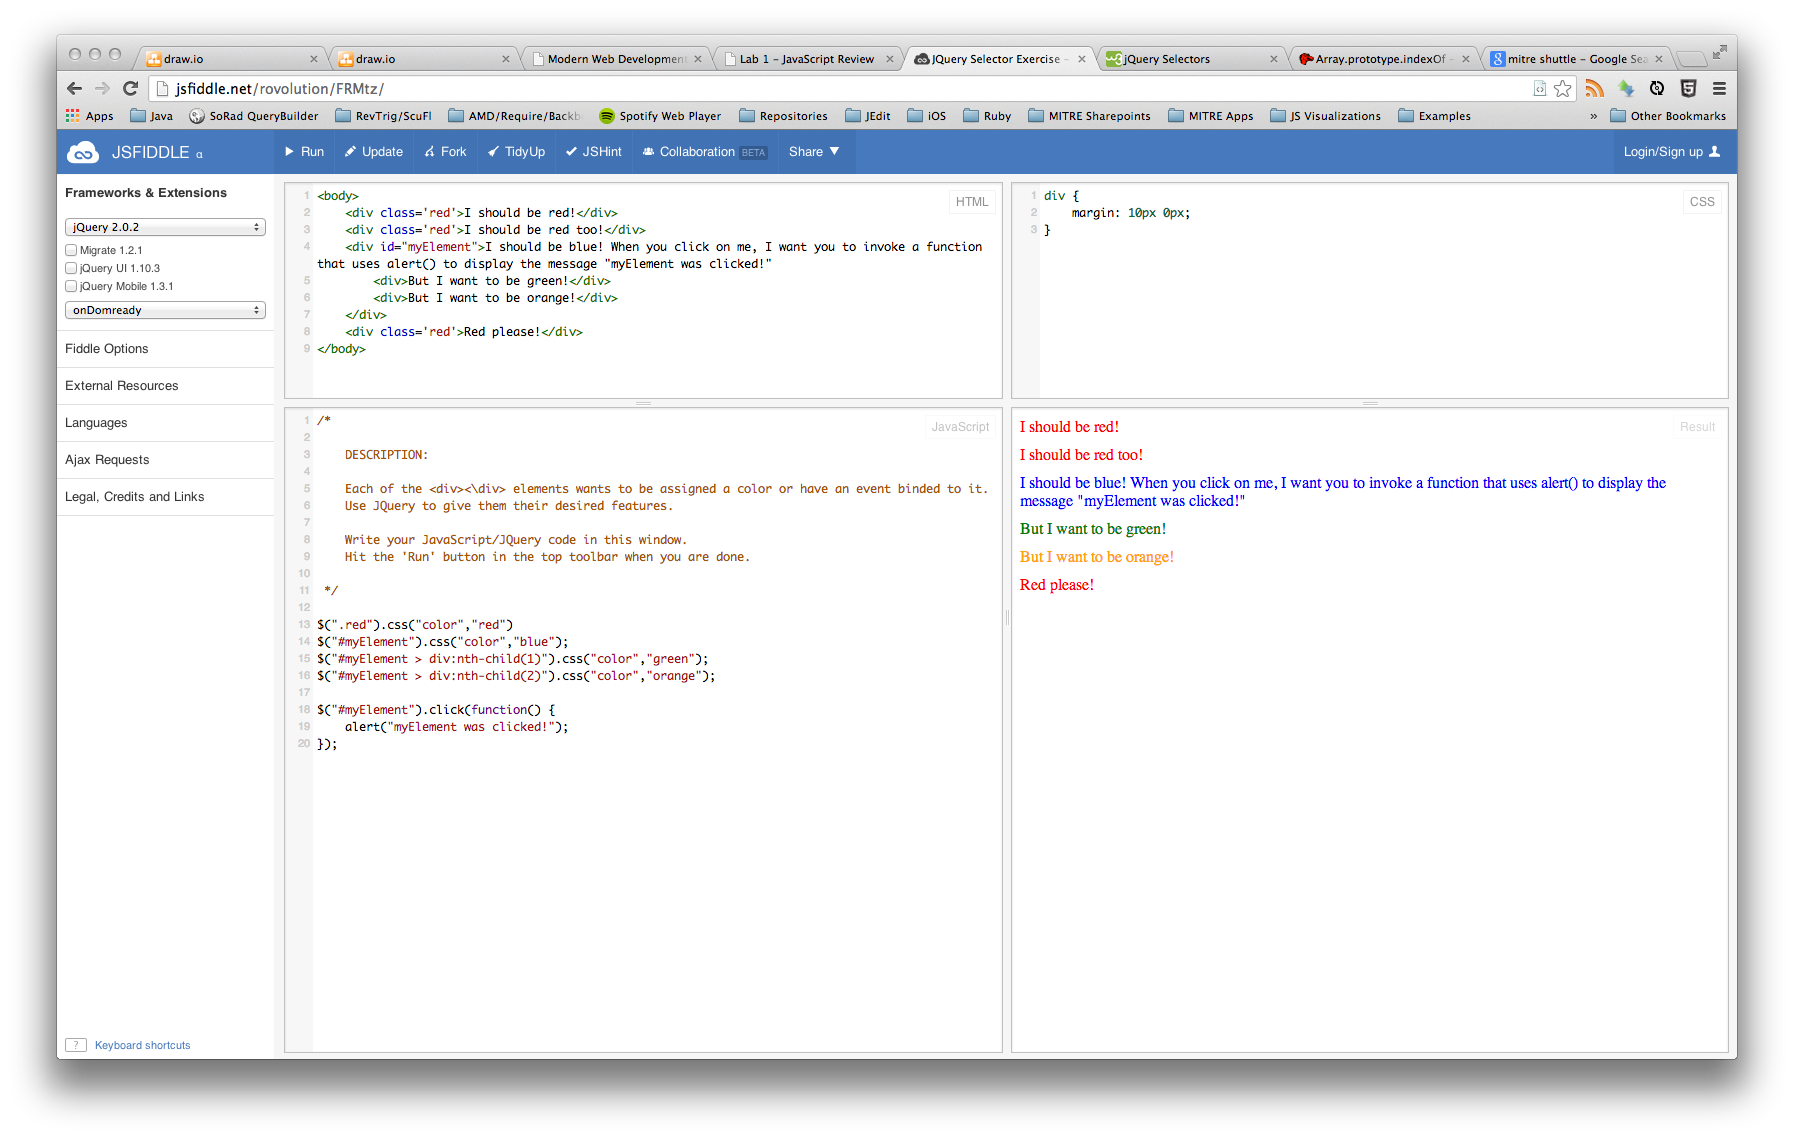 draw.io
draw.io
Modern Web Development
Lab 1 – JavaScript Review
JQuery Selector Exercise –
jQuery Selectors
Array.prototype.indexOf –
mitre shuttle – Google Sea
jsfiddle.net/rovolution/FRMtz/
Apps
Java
SoRad QueryBuilder
RevTrig/ScuFl
AMD/Require/Backb
Spotify Web Player
Repositories
JEdit
iOS
Ruby
MITRE Sharepoints
MITRE Apps
JS Visualizations
Examples
»
Other Bookmarks
JSFIDDLE α
Run
Update
Fork
TidyUp
JSHint
Collaboration BETA
Share
Login/Sign up
Frameworks & Extensions
jQuery 2.0.2
Migrate 1.2.1
jQuery UI 1.10.3
jQuery Mobile 1.3.1
onDomready
Fiddle Options
External Resources
Languages
Ajax Requests
Legal, Credits and Links
? Keyboard shortcuts
HTML
1 <body>
2 <div class='red'>I should be red!</div>
3 <div class='red'>I should be red too!</div>
4 <div id="myElement">I should be blue! When you click on me, I want you to invoke a function
that uses alert() to display the message "myElement was clicked!"
5 <div>But I want to be green!</div>
6 <div>But I want to be orange!</div>
7 </div>
8 <div class='red'>Red please!</div>
9 </body>
CSS
1 div {
2 margin: 10px 0px;
3 }
JavaScript
1 /*
2
3 DESCRIPTION:
4
5 Each of the <div><\div> elements wants to be assigned a color or have an event binded to it.
6 Use JQuery to give them their desired features.
7
8 Write your JavaScript/JQuery code in this window.
9 Hit the 'Run' button in the top toolbar when you are done.
10
11 */
12
13 $(".red").css("color","red")
14 $("#myElement").css("color","blue");
15 $("#myElement > div:nth-child(1)").css("color","green");
16 $("#myElement > div:nth-child(2)").css("color","orange");
17
18 $("#myElement").click(function() {
19 alert("myElement was clicked!");
20 });
Result
I should be red!
I should be red too!
I should be blue! When you click on me, I want you to invoke a function that uses alert() to display the
message "myElement was clicked!"
But I want to be green!
But I want to be orange!
Red please!